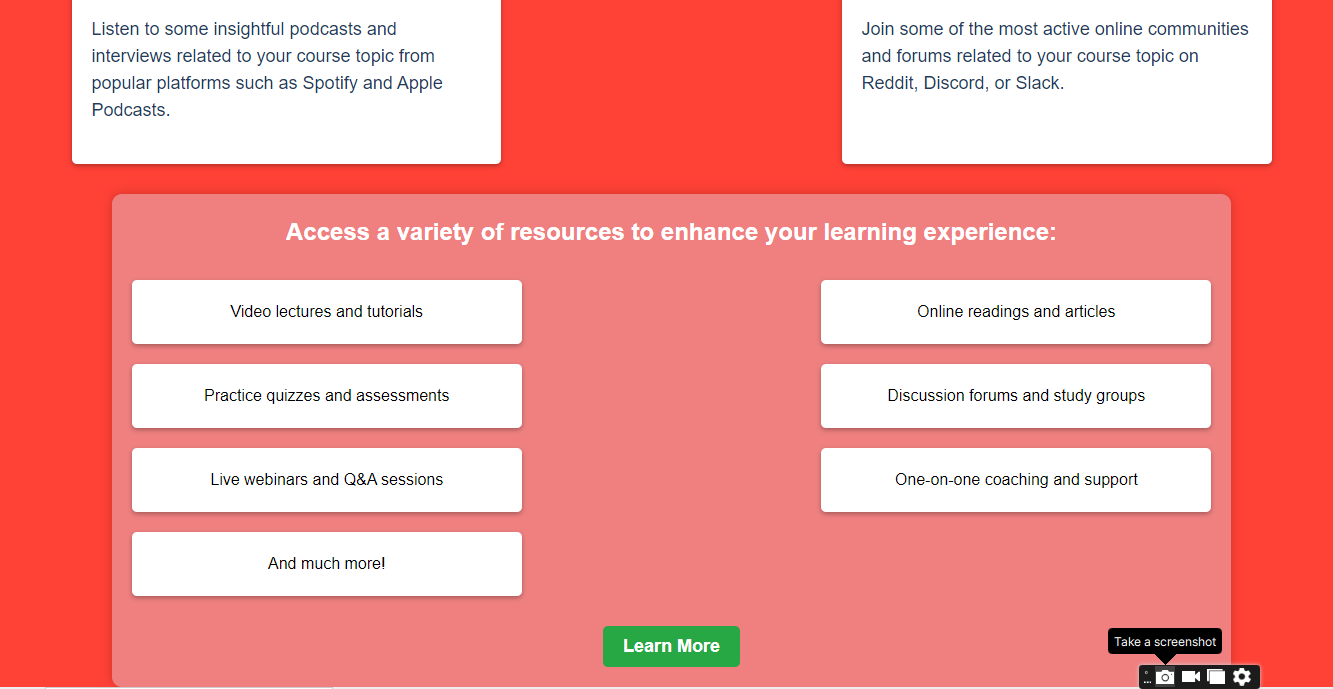 Listen to some insightful podcasts and
interviews related to your course topic from
popular platforms such as Spotify and Apple
Podcasts.
Join some of the most active online communities
and forums related to your course topic on
Reddit, Discord, or Slack.
Access a variety of resources to enhance your learning experience:
Video lectures and tutorials
Online readings and articles
Practice quizzes and assessments
Discussion forums and study groups
Live webinars and Q&A sessions
One-on-one coaching and support
And much more!
Learn More
Take a screenshot